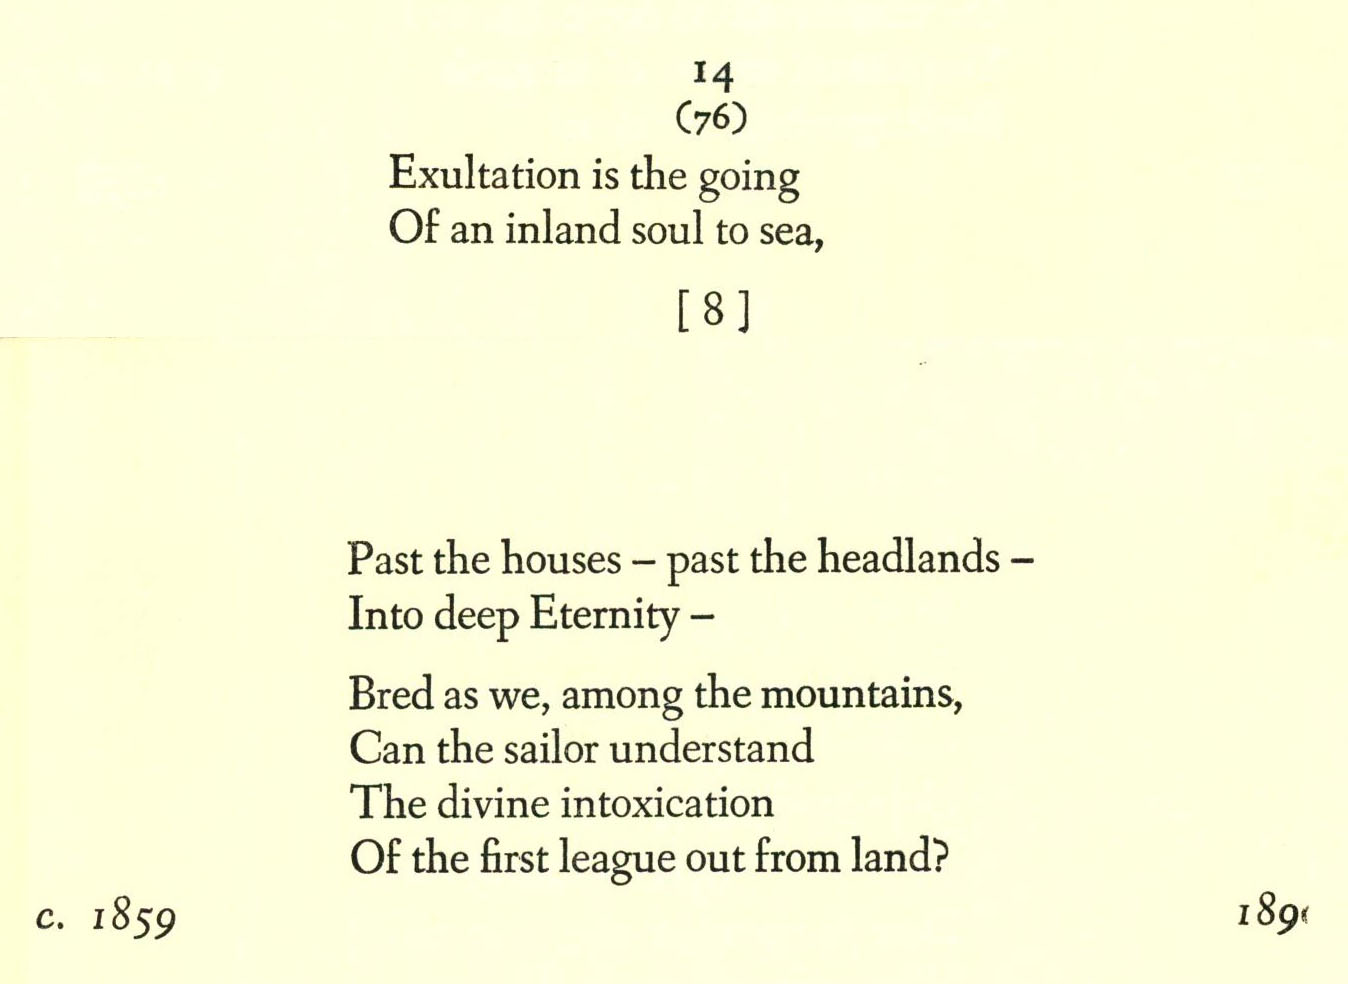 14
(76)
Exultation is the going
Of an inland soul to sea,
[ 8 ]
Past the houses – past the headlands –
Into deep Eternity –
Bred as we, among the mountains,
Can the sailor understand
The divine intoxication
Of the first league out from land?
c. 1859